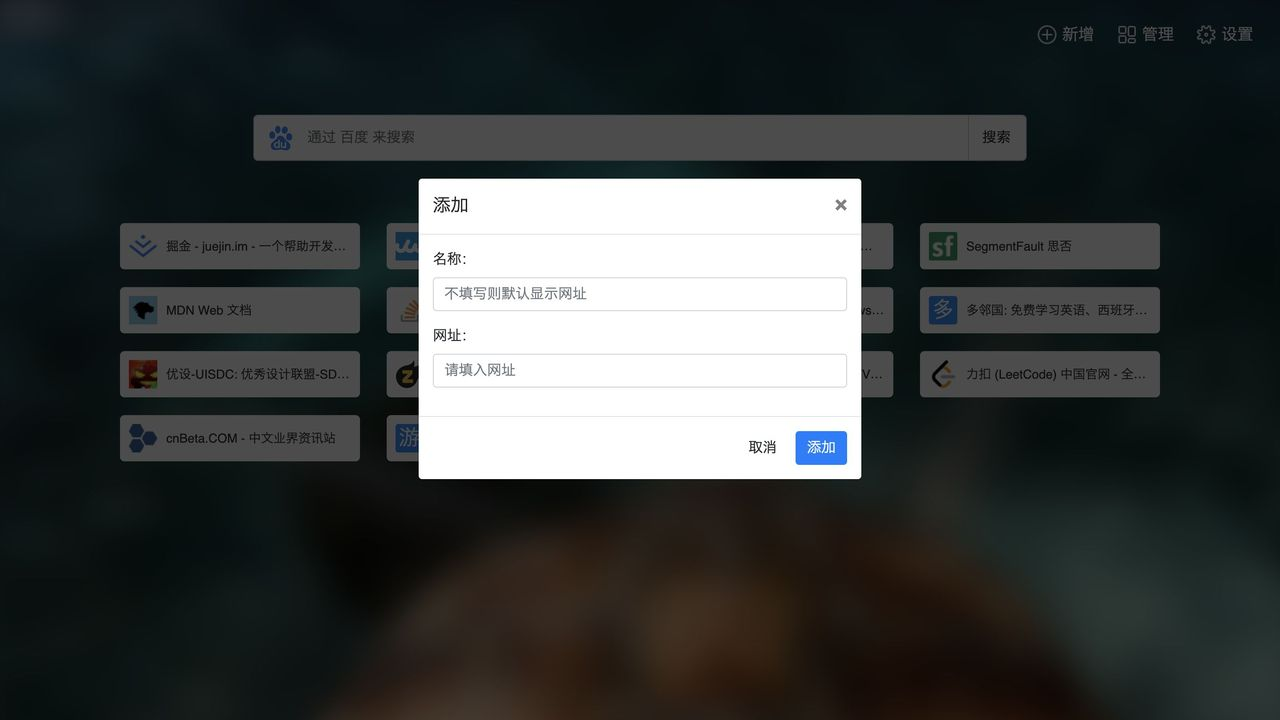 新增 管理 设置
du 通过 百度 来搜索 搜索
添加 ×
掘金 - juejin.im - 一个帮助开发… … sf SegmentFault 思否
名称：
不填写则默认显示网址
MDN Web 文档 ws… 多 多邻国: 免费学习英语、西班牙…
网址：
请填入网址
优设-UISDC: 优秀设计联盟-SD… Z V… 力扣 (LeetCode) 中国官网 - 全…
cnBeta.COM - 中文业界资讯站 游
取消 添加